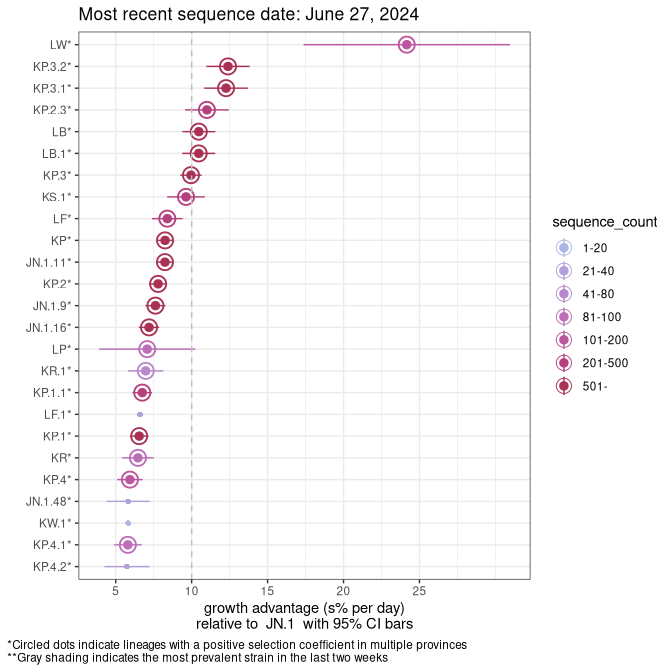 Most recent sequence date: June 27, 2024
LW*
KP.3.2*
KP.3.1*
KP.2.3*
LB*
LB.1*
KP.3*
KS.1*
LF*
KP*
JN.1.11*
KP.2*
JN.1.9*
JN.1.16*
LP*
KR.1*
KP.1.1*
LF.1*
KP.1*
KR*
KP.4*
JN.1.48*
KW.1*
KP.4.1*
KP.4.2*
5 10 15 20 25
growth advantage (s% per day)
relative to JN.1 with 95% CI bars
sequence_count
1-20
21-40
41-80
81-100
101-200
201-500
501-
*Circled dots indicate lineages with a positive selection coefficient in multiple provinces
**Gray shading indicates the most prevalent strain in the last two weeks